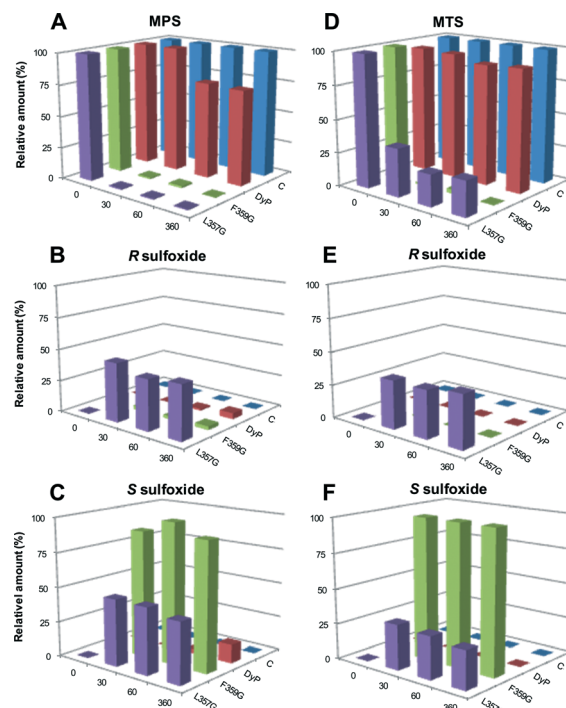 A
MPS
Relative amount (%)
100
75
50
25
0
0
30
60
360
L357G
F359G
DyP
C
D
MTS
100
75
50
25
0
0
30
60
360
L357G
F359G
DyP
C
B
R sulfoxide
Relative amount (%)
100
75
50
25
0
0
30
60
360
L357G
F359G
DyP
C
E
R sulfoxide
100
75
50
25
0
0
30
60
360
L357G
F359G
DyP
C
C
S sulfoxide
Relativel amount (%)
100
75
50
25
0
0
30
60
360
L357G
F359G
DyP
C
F
S sulfoxide
100
75
50
25
0
0
30
60
360
L357G
F359G
DyP
C